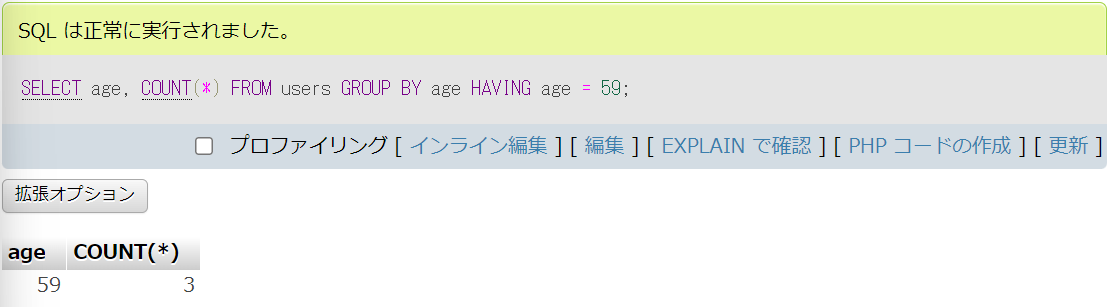 SQL は正常に実行されました。
SELECT age, COUNT(*) FROM users GROUP BY age HAVING age = 59;
プロファイリング [ インライン編集 ] [ 編集 ] [ EXPLAIN で確認 ] [ PHP コードの作成 ] [ 更新 ]
拡張オプション
age COUNT(*)
59 3